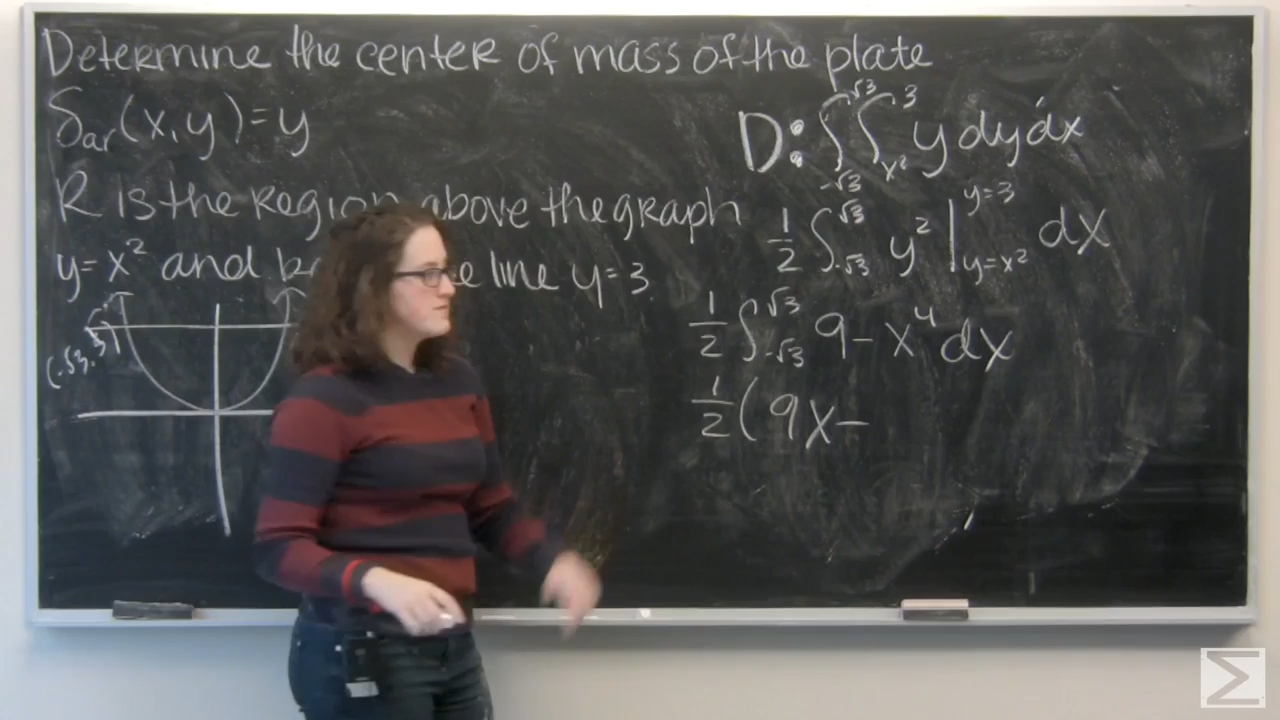 Determine the center of mass of the plate
δar(x,y)=y
R is the region above the graph
y=x² and be e line y=3
(-√3,3)
D: ∫_{-√3}^{√3} ∫_{x²}^{3} y dy dx
1/2 ∫_{-√3}^{√3} y² |_{y=x²}^{y=3} dx
1/2 ∫_{-√3}^{√3} 9-x⁴ dx
1/2 (9x-
Σ